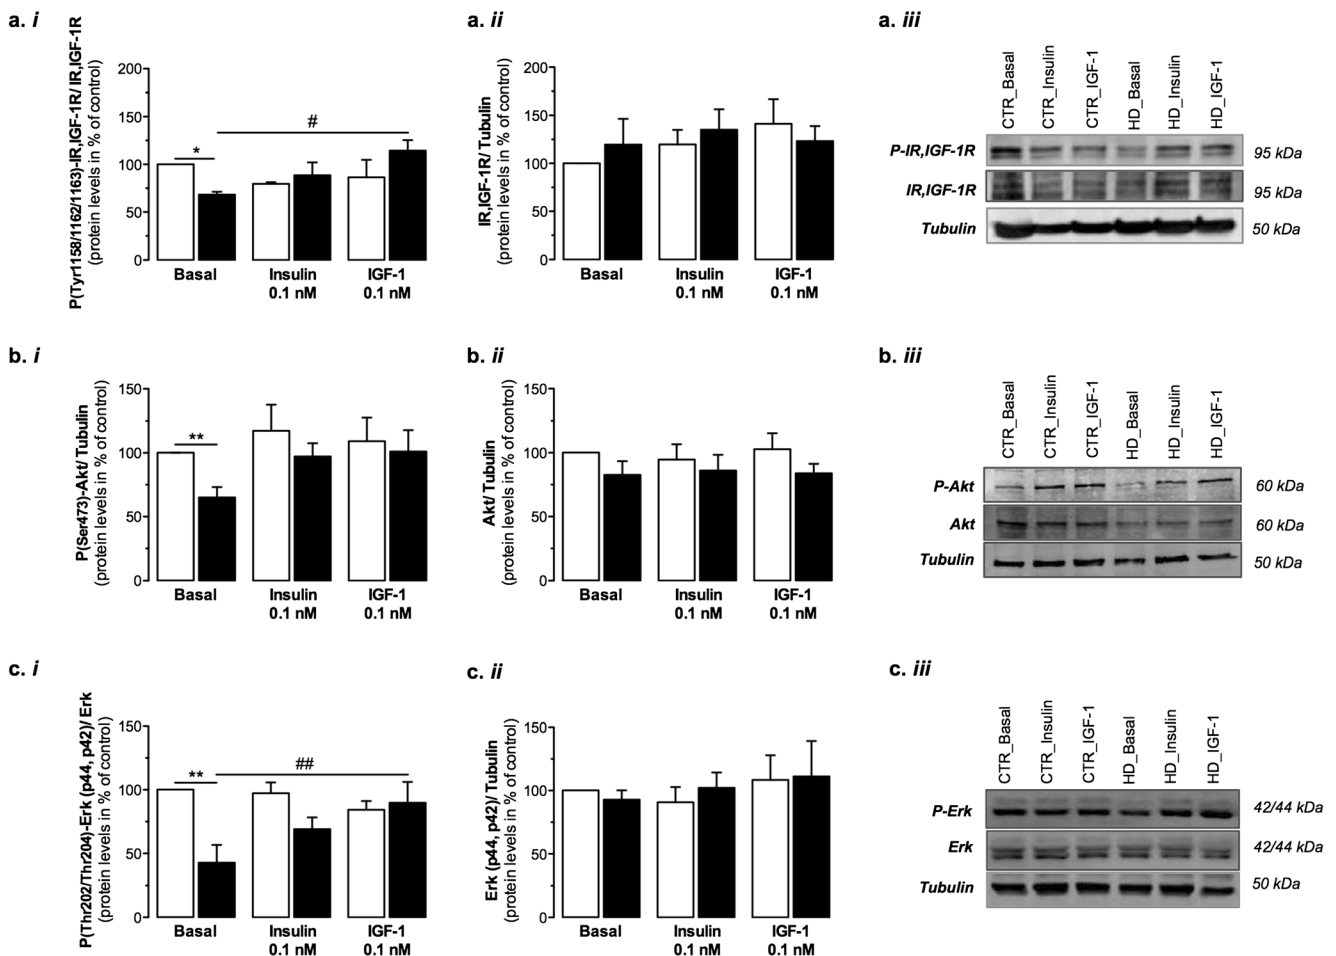 a. i
P(Tyr1158/1162/1163)-IR,IGF-1R/ IR,IGF-1R
(protein levels in % of control)
200
150
100
50
0
*
#
Basal
Insulin
0.1 nM
IGF-1
0.1 nM
a. ii
IR,IGF-1R/ Tubulin
(protein levels in % of control)
200
150
100
50
0
Basal
Insulin
0.1 nM
IGF-1
0.1 nM
a. iii
CTR_Basal
CTR_Insulin
CTR_IGF-1
HD_Basal
HD_Insulin
HD_IGF-1
P-IR,IGF-1R
95 kDa
IR,IGF-1R
95 kDa
Tubulin
50 kDa
b. i
P(Ser473)-Akt/ Tubulin
(protein levels in % of control)
150
100
50
0
**
Basal
Insulin
0.1 nM
IGF-1
0.1 nM
b. ii
Akt/ Tubulin
(protein levels in % of control)
150
100
50
0
Basal
Insulin
0.1 nM
IGF-1
0.1 nM
b. iii
CTR_Basal
CTR_Insulin
CTR_IGF-1
HD_Basal
HD_Insulin
HD_IGF-1
P-Akt
60 kDa
Akt
60 kDa
Tubulin
50 kDa
c. i
P(Thr202/Thr204)-Erk (p44, p42)/ Erk
(protein levels in % of control)
150
100
50
0
**
##
Basal
Insulin
0.1 nM
IGF-1
0.1 nM
c. ii
Erk (p44, p42)/ Tubulin
(protein levels in % of control)
150
100
50
0
Basal
Insulin
0.1 nM
IGF-1
0.1 nM
c. iii
CTR_Basal
CTR_Insulin
CTR_IGF-1
HD_Basal
HD_Insulin
HD_IGF-1
P-Erk
42/44 kDa
Erk
42/44 kDa
Tubulin
50 kDa